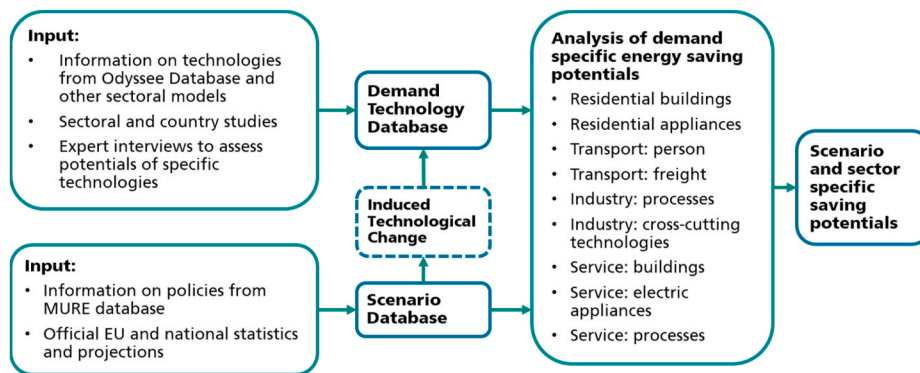 Input:
• Information on technologies
from Odyssee Database and
other sectoral models
• Sectoral and country studies
• Expert interviews to assess
potentials of specific
technologies
Input:
• Information on policies from
MURE database
• Official EU and national statistics
and projections
Demand
Technology
Database
Induced
Technological
Change
Scenario
Database
Analysis of demand
specific energy saving
potentials
• Residential buildings
• Residential appliances
• Transport: person
• Transport: freight
• Industry: processes
• Industry: cross-cutting
technologies
• Service: buildings
• Service: electric
appliances
• Service: processes
Scenario
and sector
specific
saving
potentials